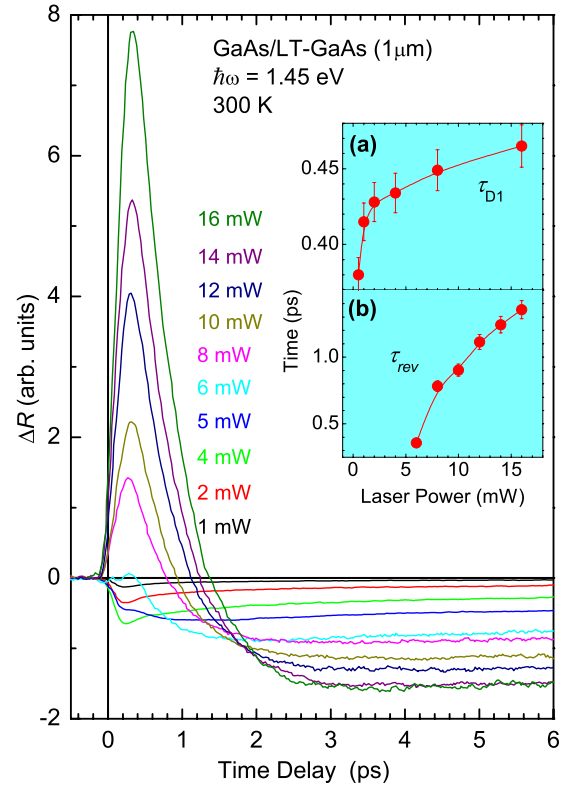 GaAs/LT-GaAs (1μm)
ℏω = 1.45 eV
300 K
8
4
2
0
-2
ΔR (arb. units)
16 mW
14 mW
12 mW
10 mW
8 mW
6 mW
5 mW
4 mW
2 mW
1 mW
0 1 2 3 4 5 6
Time Delay (ps)
(a)
0.45
0.40
τD1
(b)
1.0
0.5
τrev
Time (ps)
0 5 10 15
Laser Power (mW)